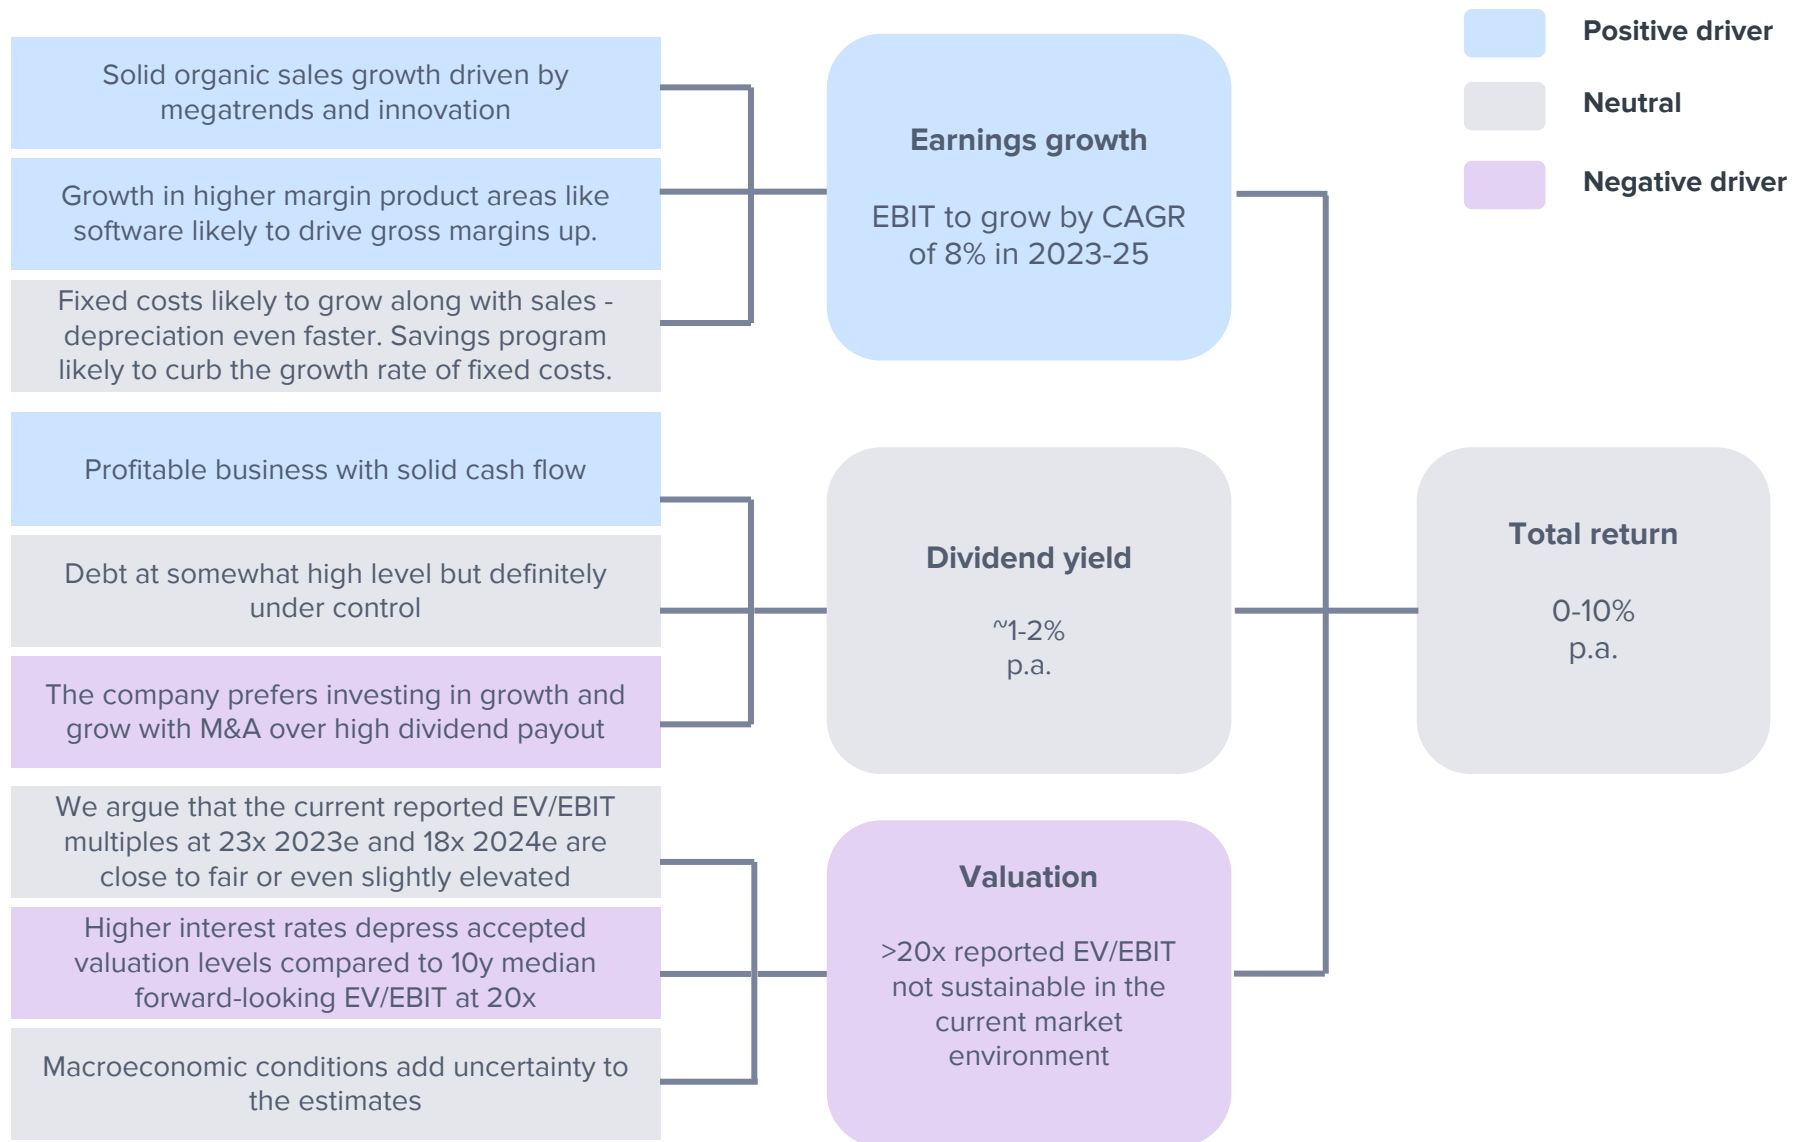 Positive driver
Neutral
Negative driver
Solid organic sales growth driven by
megatrends and innovation
Growth in higher margin product areas like
software likely to drive gross margins up.
Fixed costs likely to grow along with sales -
depreciation even faster. Savings program
likely to curb the growth rate of fixed costs.
Earnings growth
EBIT to grow by CAGR
of 8% in 2023-25
Profitable business with solid cash flow
Debt at somewhat high level but definitely
under control
The company prefers investing in growth and
grow with M&A over high dividend payout
Dividend yield
~1-2%
p.a.
We argue that the current reported EV/EBIT
multiples at 23x 2023e and 18x 2024e are
close to fair or even slightly elevated
Higher interest rates depress accepted
valuation levels compared to 10y median
forward-looking EV/EBIT at 20x
Macroeconomic conditions add uncertainty to
the estimates
Valuation
>20x reported EV/EBIT
not sustainable in the
current market
environment
Total return
0-10%
p.a.